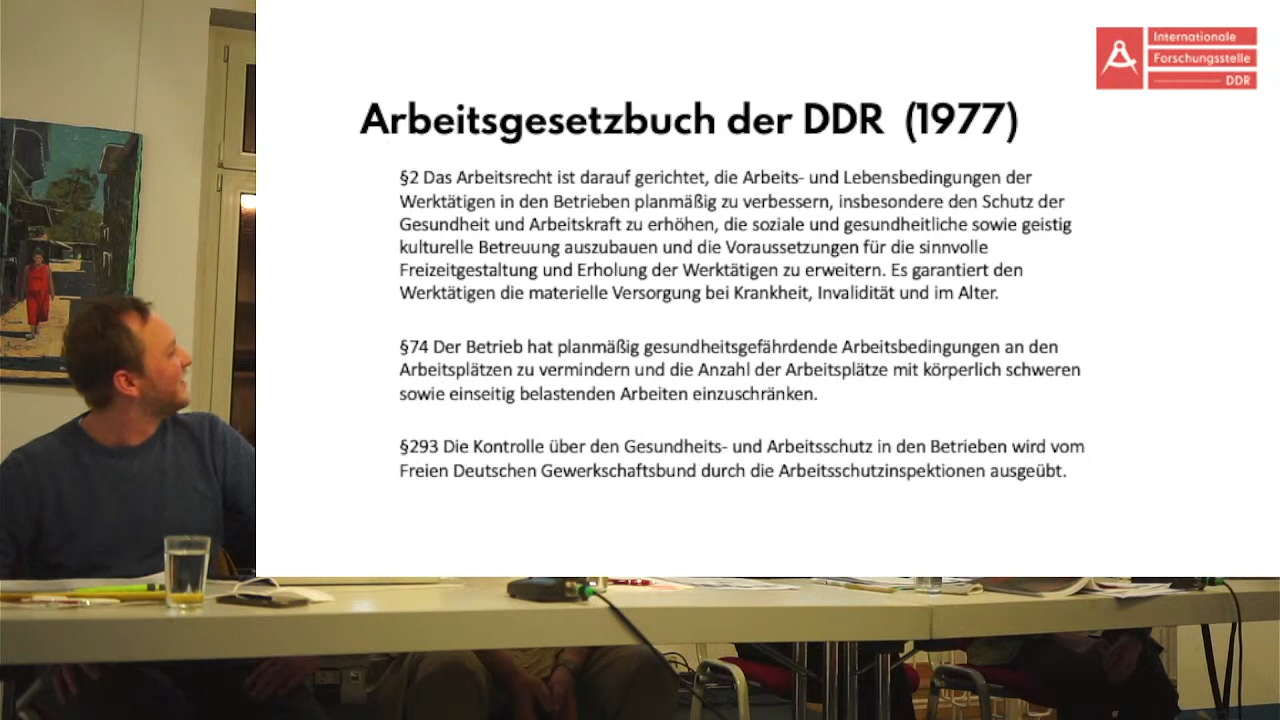 Internationale
Forschungsstelle
DDR
Arbeitsgesetzbuch der DDR (1977)
§2 Das Arbeitsrecht ist darauf gerichtet, die Arbeits- und Lebensbedingungen der
Werktätigen in den Betrieben planmäßig zu verbessern, insbesondere den Schutz der
Gesundheit und Arbeitskraft zu erhöhen, die soziale und gesundheitliche sowie geistig
kulturelle Betreuung auszubauen und die Voraussetzungen für die sinnvolle
Freizeitgestaltung und Erholung der Werktätigen zu erweitern. Es garantiert den
Werktätigen die materielle Versorgung bei Krankheit, Invalidität und im Alter.
§74 Der Betrieb hat planmäßig gesundheitsgefährdende Arbeitsbedingungen an den
Arbeitsplätzen zu vermindern und die Anzahl der Arbeitsplätze mit körperlich schweren
sowie einseitig belastenden Arbeiten einzuschränken.
§293 Die Kontrolle über den Gesundheits- und Arbeitsschutz in den Betrieben wird vom
Freien Deutschen Gewerkschaftsbund durch die Arbeitsschutzinspektionen ausgeübt.